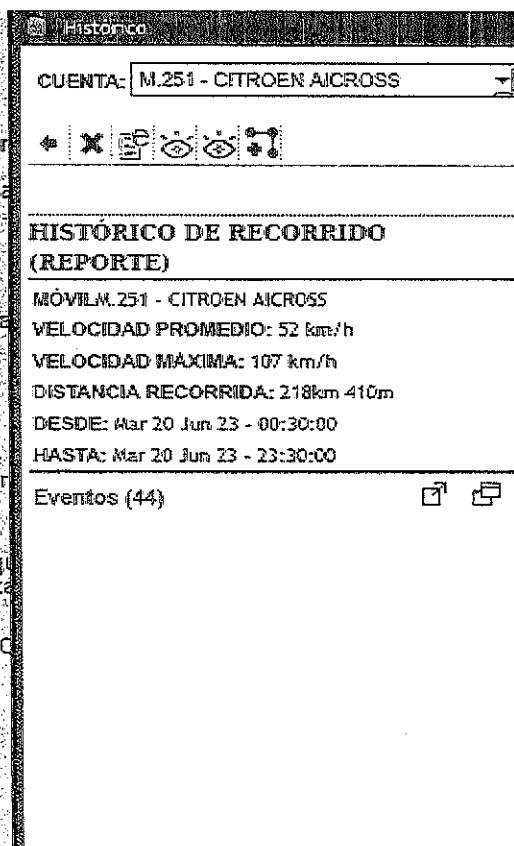 Histórico
CUENTA: M.251 - CITROEN AICROSS
HISTÓRICO DE RECORRIDO
(REPORTE)
MÓVILM.251 - CITROEN AICROSS
VELOCIDAD PROMEDIO: 52 km/h
VELOCIDAD MÁXIMA: 107 km/h
DISTANCIA RECORRIDA: 218km 410m
DESDE: Mar 20 Jun 23 - 00:30:00
HASTA: Mar 20 Jun 23 - 23:30:00
Eventos (44)